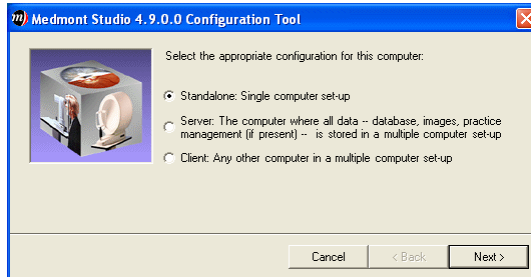 Medmont Studio 4.9.0.0 Configuration Tool
Select the appropriate configuration for this computer:
Standalone: Single computer set-up
Server: The computer where all data -- database, images, practice
management (if present) -- is stored in a multiple computer set-up
Client: Any other computer in a multiple computer set-up
Cancel
< Back
Next >